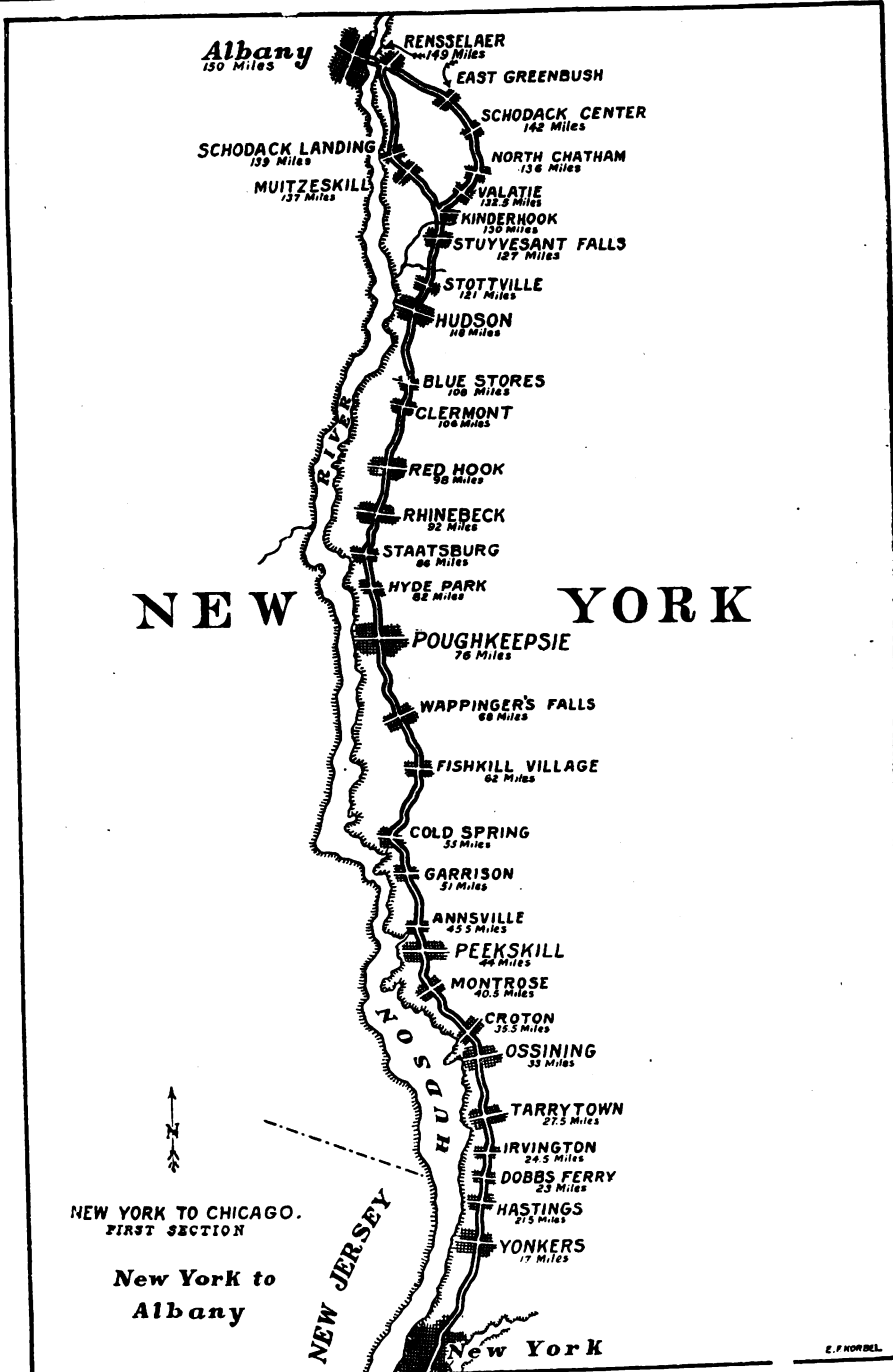 Albany
150 Miles
RENSSELAER
149 Miles
EAST GREENBUSH
SCHODACK CENTER
142 Miles
SCHODACK LANDING
139 Miles
NORTH CHATHAM
136 Miles
MUITZESKILL
137 Miles
VALATIE
132.5 Miles
KINDERHOOK
130 Miles
STUYVESANT FALLS
127 Miles
STOTTVILLE
121 Miles
HUDSON
118 Miles
BLUE STORES
108 Miles
CLERMONT
106 Miles
RIVER
RED HOOK
98 Miles
RHINEBECK
92 Miles
STAATSBURG
86 Miles
HYDE PARK
82 Miles
NEW YORK
POUGHKEEPSIE
76 Miles
WAPPINGER'S FALLS
68 Miles
FISHKILL VILLAGE
62 Miles
COLD SPRING
55 Miles
GARRISON
51 Miles
ANNSVILLE
45.5 Miles
PEEKSKILL
44 Miles
MONTROSE
40.5 Miles
CROTON
35.5 Miles
OSSINING
33 Miles
HUDSON
TARRYTOWN
27.5 Miles
N
IRVINGTON
24.5 Miles
DOBBS FERRY
23 Miles
HASTINGS
21.5 Miles
NEW YORK TO CHICAGO.
FIRST SECTION
YONKERS
17 Miles
New York to
Albany
NEW JERSEY
New York
E.F KORBEL